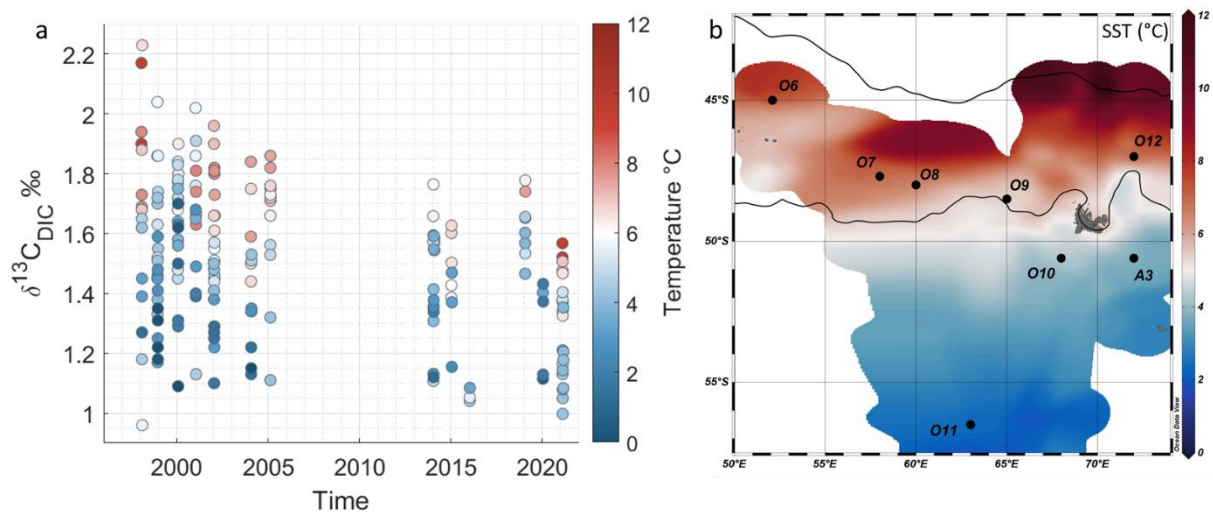 a
δ¹³C_DIC ‰
2.2
2
1.8
1.6
1.4
1.2
1
2000
2005
2010
2015
2020
Time
12
10
8
6
4
2
0
Temperature °C
b
SST (°C)
45°S
50°S
55°S
50°E
55°E
60°E
65°E
70°E
O6
O7
O8
O9
O12
O10
A3
O11
Ocean Data View
12
10
8
6
4
2
0